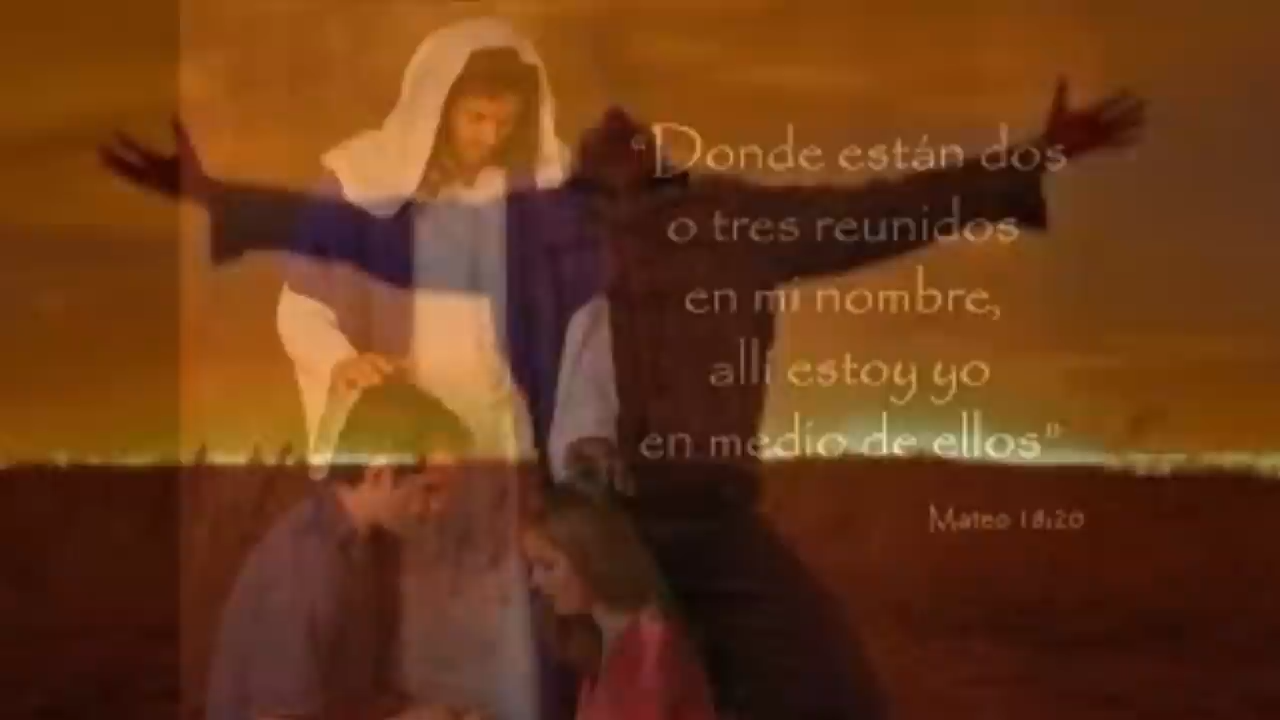 “Donde están dos
o tres reunidos
en mi nombre,
allí estoy yo
en medio de ellos”
Mateo 18:20